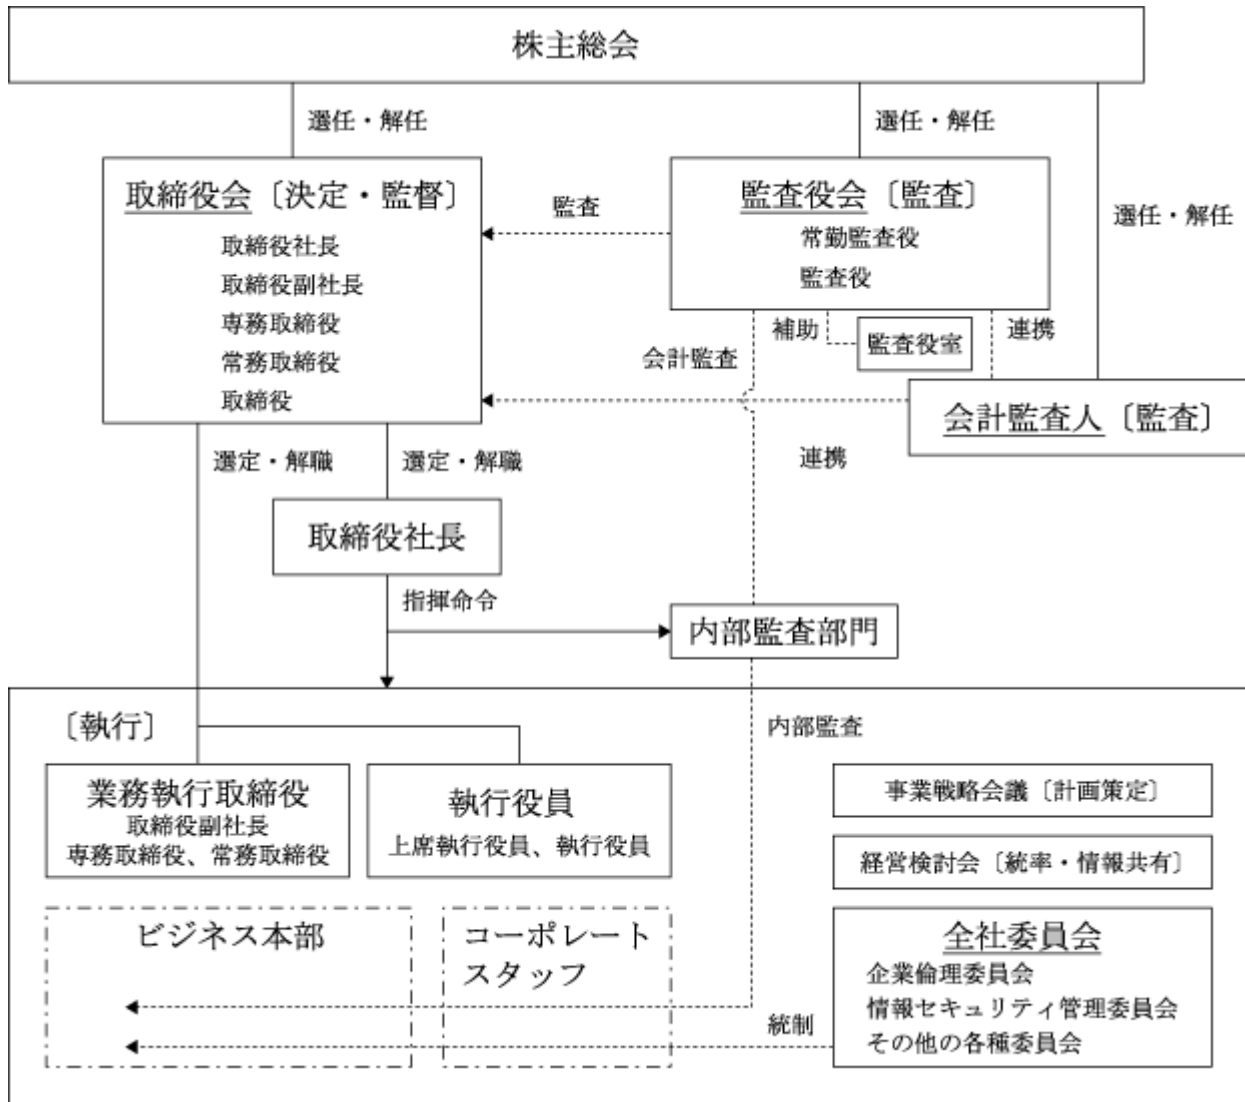 株主総会
選任・解任
選任・解任
選任・解任
取締役会〔決定・監督〕
取締役社長
取締役副社長
専務取締役
常務取締役
取締役
監査
監査役会〔監査〕
常勤監査役
監査役
補助
監査役室
連携
会計監査
会計監査人〔監査〕
連携
選定・解職
選定・解職
取締役社長
指揮命令
内部監査部門
〔執行〕
内部監査
業務執行取締役
取締役副社長
専務取締役、常務取締役
執行役員
上席執行役員、執行役員
事業戦略会議〔計画策定〕
経営検討会〔統率・情報共有〕
ビジネス本部
コーポレート
スタッフ
全社委員会
企業倫理委員会
情報セキュリティ管理委員会
その他の各種委員会
統制